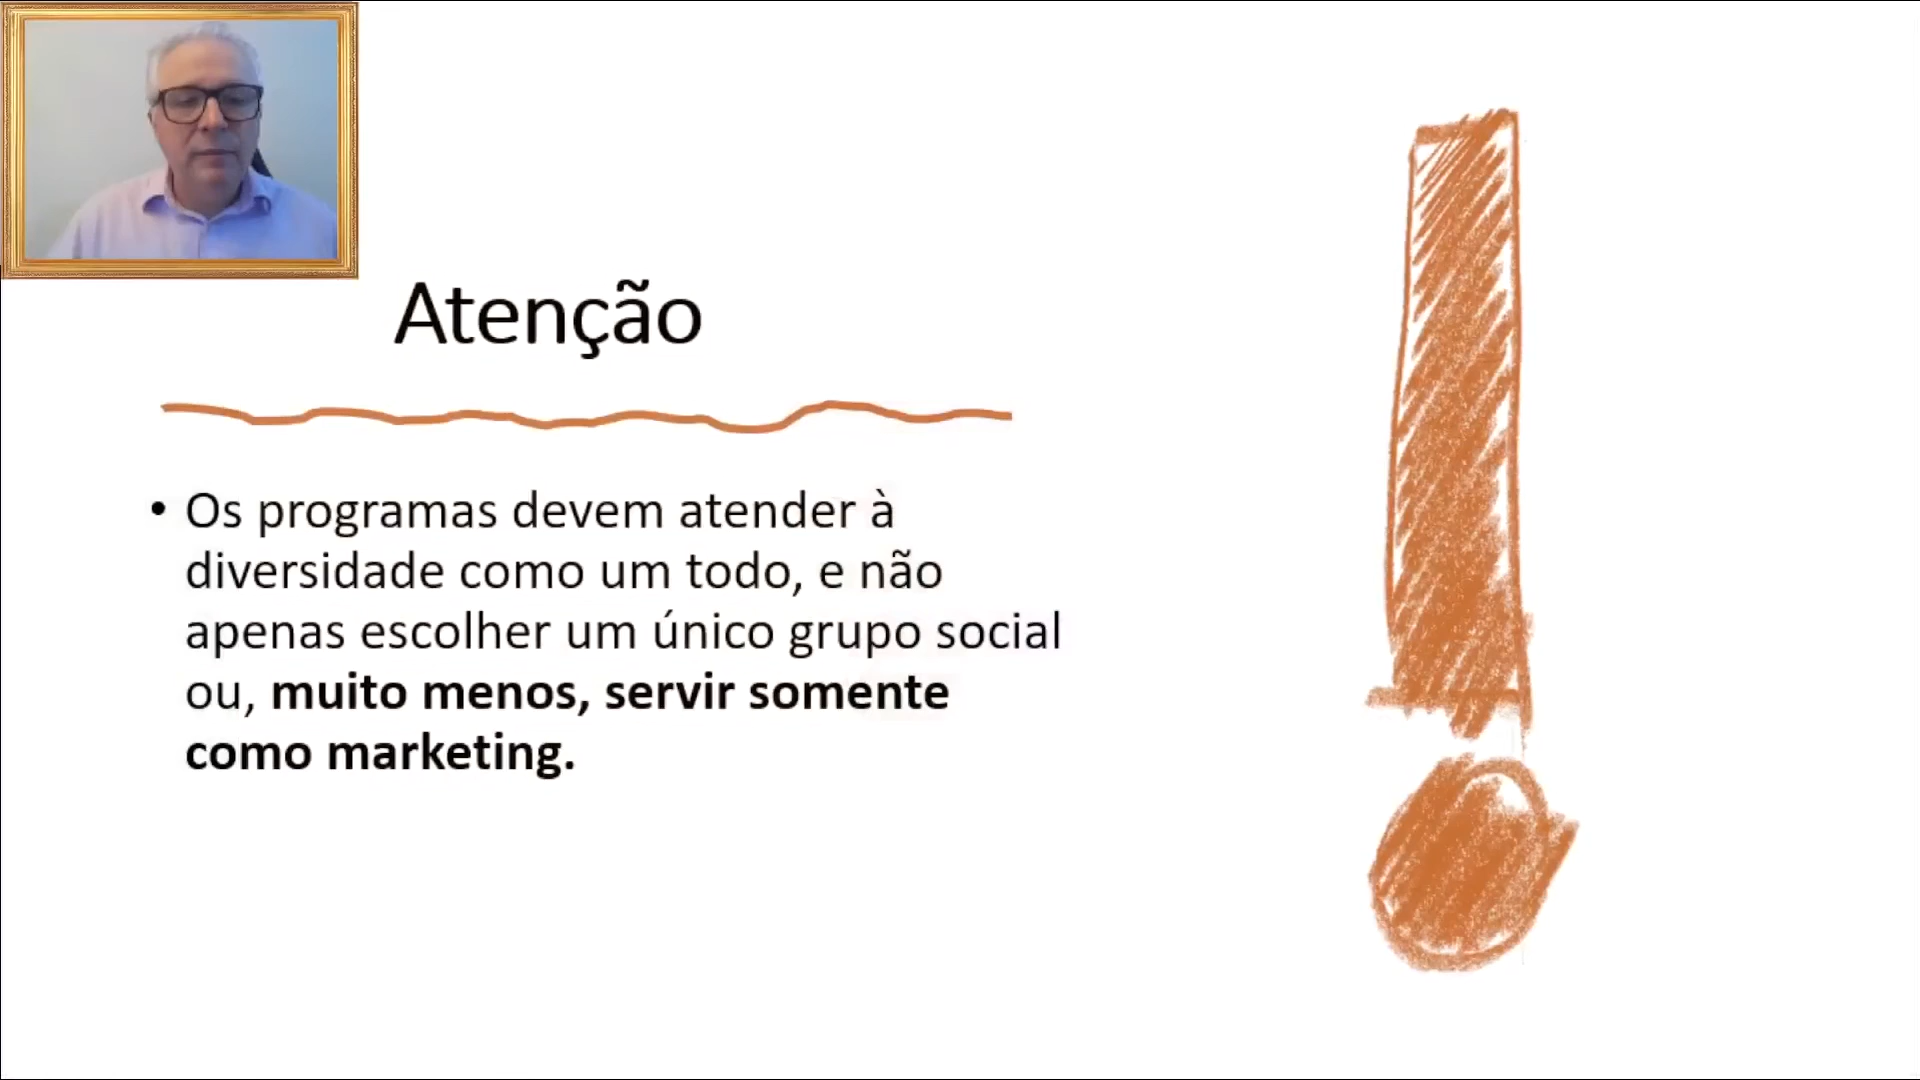 Atenção
• Os programas devem atender à
diversidade como um todo, e não
apenas escolher um único grupo social
ou, muito menos, servir somente
como marketing.